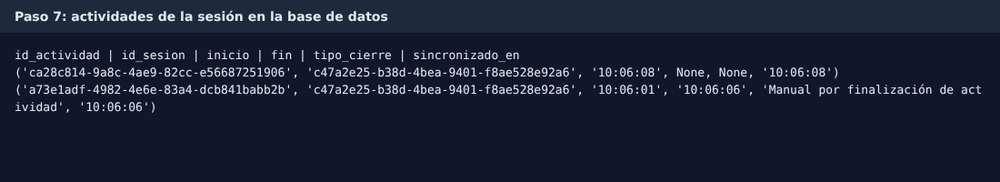 Paso 7: actividades de la sesión en la base de datos
id_actividad | id_sesion | inicio | fin | tipo_cierre | sincronizado_en
('ca28c814-9a8c-4ae9-82cc-e56687251906', 'c47a2e25-b38d-4bea-9401-f8ae528e92a6', '10:06:08', None, None, '10:06:08')
('a73e1adf-4982-4e6e-83a4-dcb841babb2b', 'c47a2e25-b38d-4bea-9401-f8ae528e92a6', '10:06:01', '10:06:06', 'Manual por finalización de act
ividad', '10:06:06')